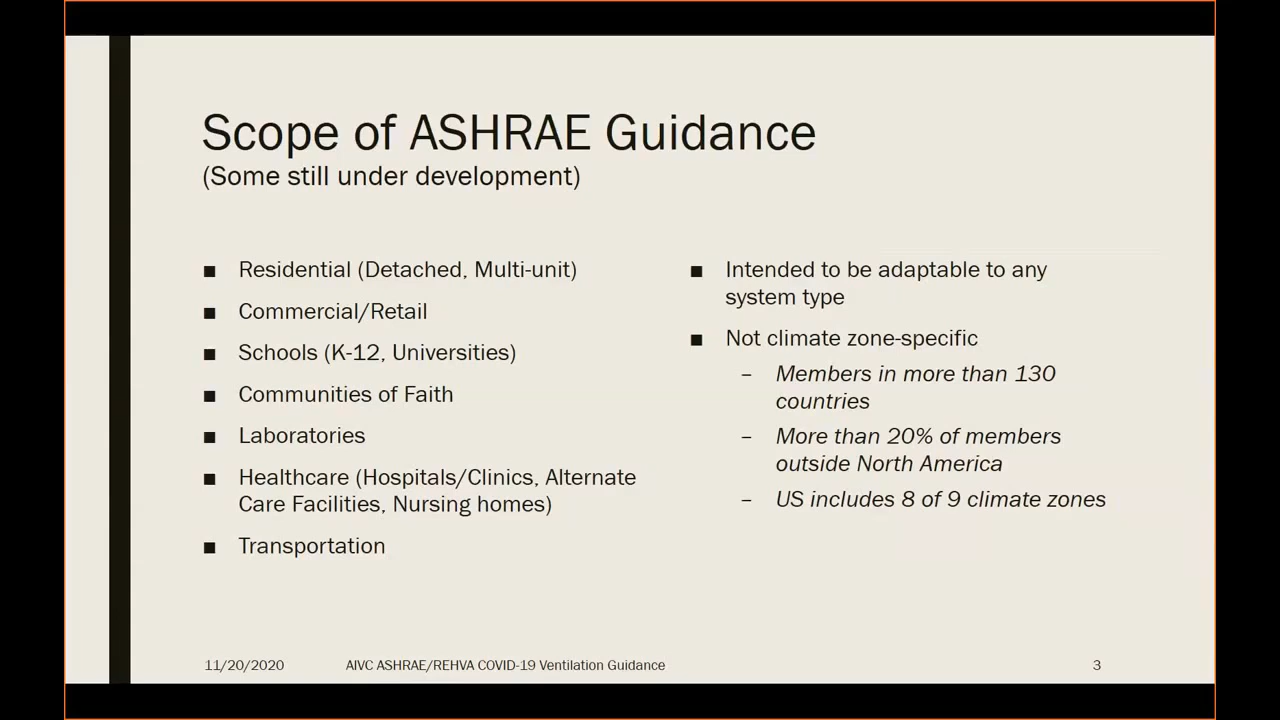 Scope of ASHRAE Guidance
(Some still under development)
■ Residential (Detached, Multi-unit)
■ Commercial/Retail
■ Schools (K-12, Universities)
■ Communities of Faith
■ Laboratories
■ Healthcare (Hospitals/Clinics, Alternate
Care Facilities, Nursing homes)
■ Transportation
■ Intended to be adaptable to any
system type
■ Not climate zone-specific
– Members in more than 130
countries
– More than 20% of members
outside North America
– US includes 8 of 9 climate zones
11/20/2020 AIVC ASHRAE/REHVA COVID-19 Ventilation Guidance 3